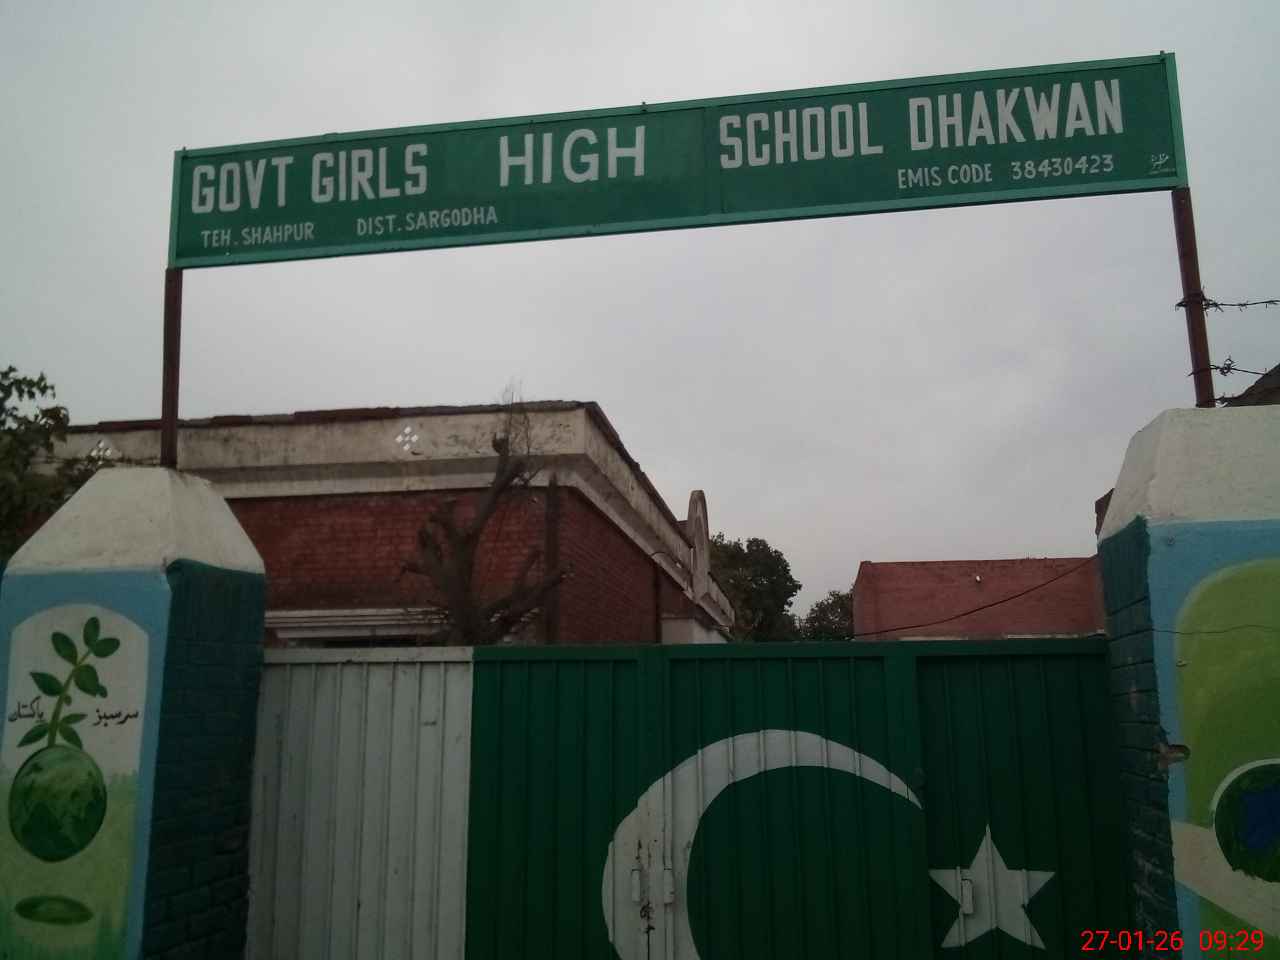 GOVT GIRLS HIGH SCHOOL DHAKWAN
TEH. SHAHPUR DIST. SARGODHA EMIS CODE 38430423
سرسبز پاکستان
27-01-26 09:29